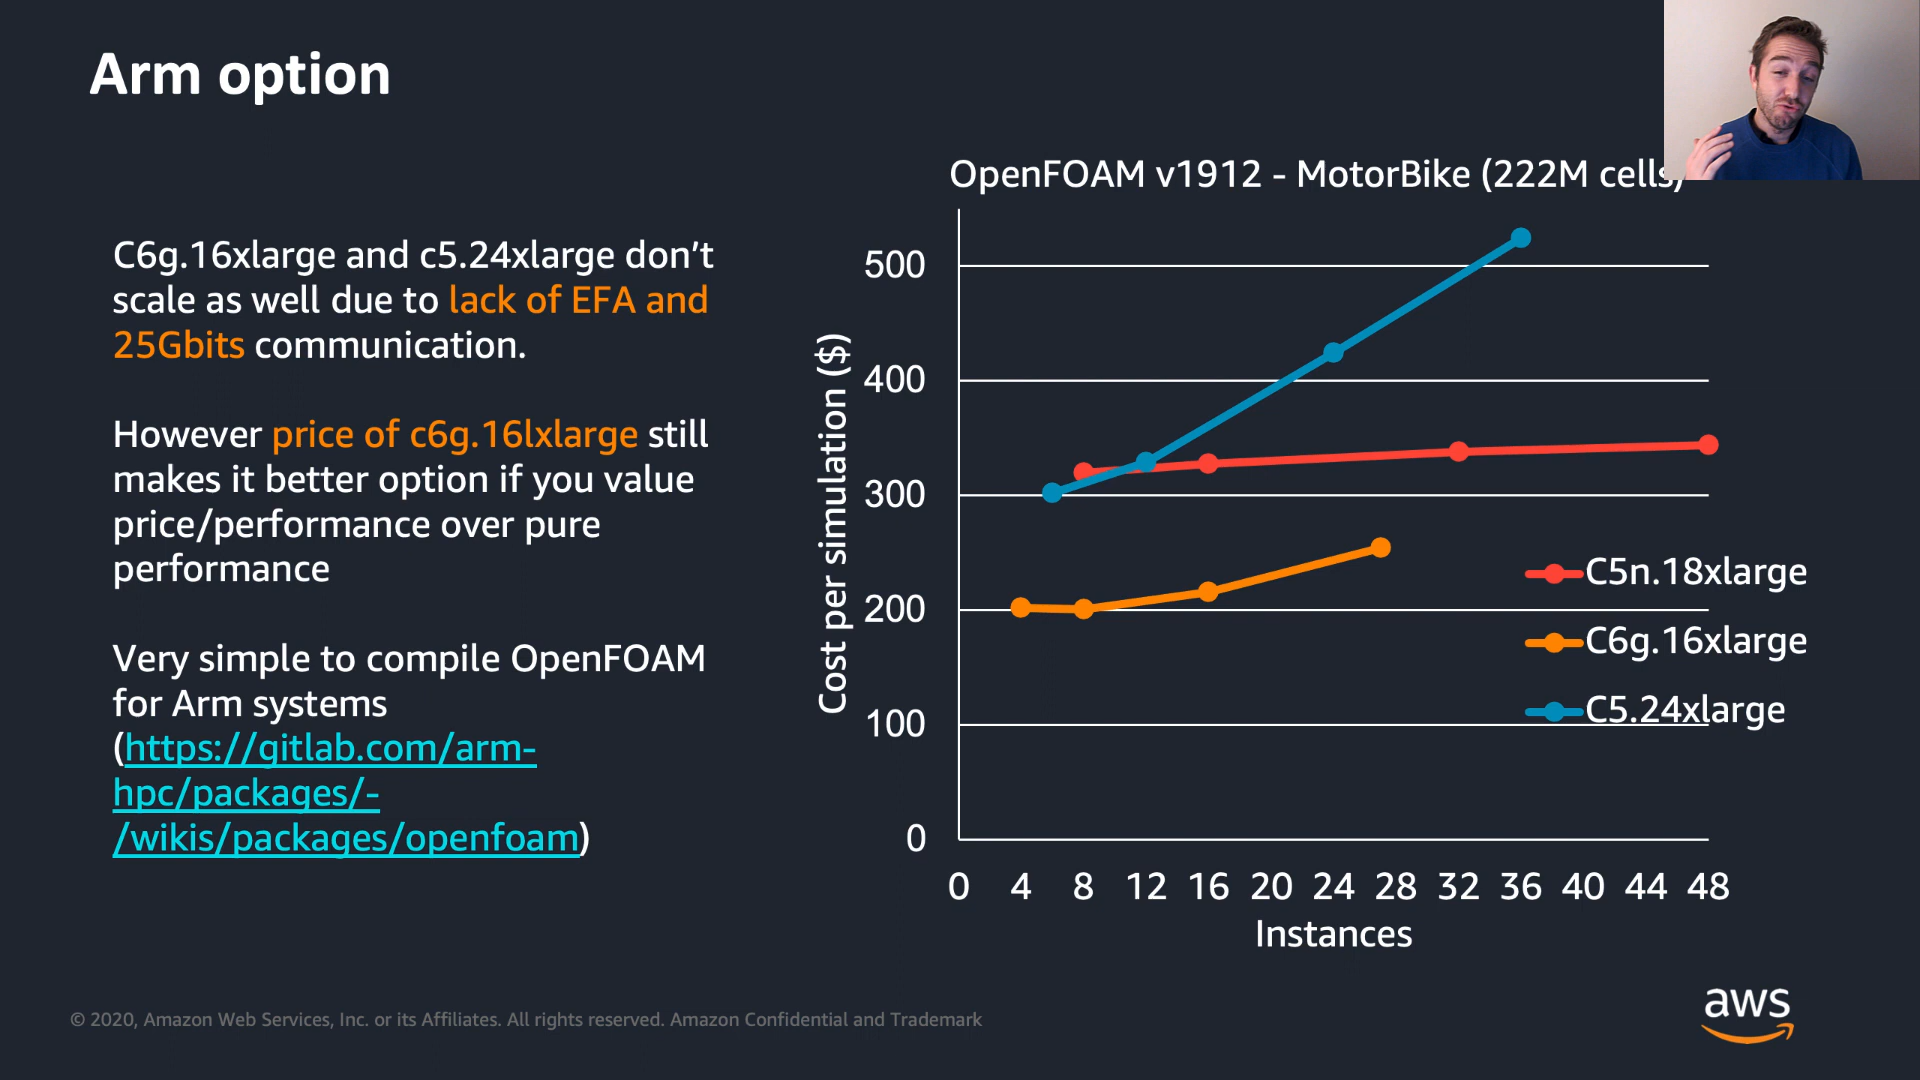 Arm option
C6g.16xlarge and c5.24xlarge don’t
scale as well due to lack of EFA and
25Gbits communication.
However price of c6g.16lxlarge still
makes it better option if you value
price/performance over pure
performance
Very simple to compile OpenFOAM
for Arm systems
(https://gitlab.com/arm-
hpc/packages/-
/wikis/packages/openfoam)
OpenFOAM v1912 - MotorBike (222M cells)
Cost per simulation ($)
500
400
300
200
100
0
C5n.18xlarge
C6g.16xlarge
C5.24xlarge
0 4 8 12 16 20 24 28 32 36 40 44 48
Instances
© 2020, Amazon Web Services, Inc. or its Affiliates. All rights reserved. Amazon Confidential and Trademark
aws